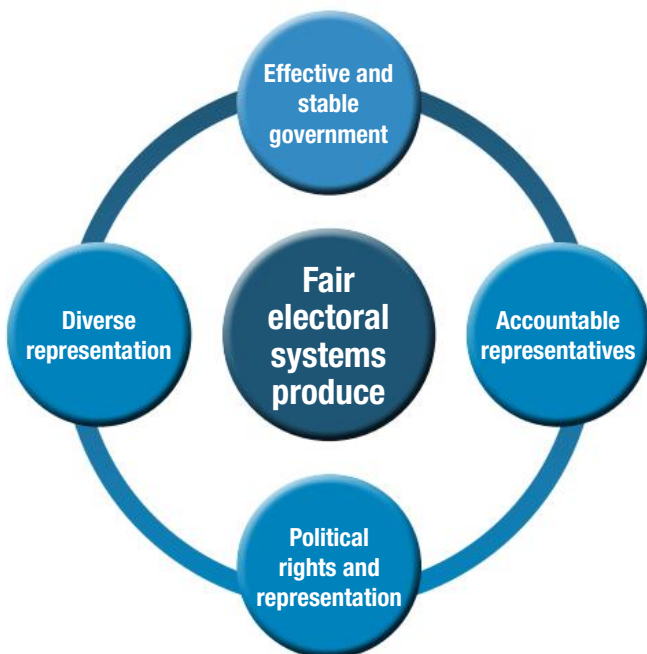 Effective and
stable
government
Fair
electoral
systems
produce
Diverse
representation
Accountable
representatives
Political
rights and
representation